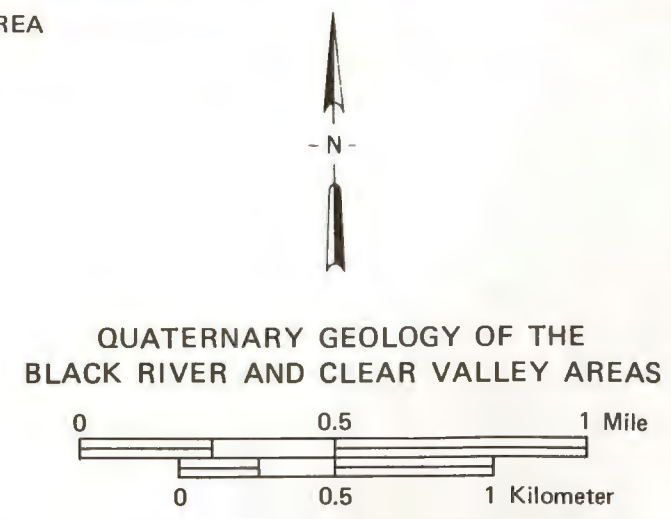 REA
- N -
QUATERNARY GEOLOGY OF THE
BLACK RIVER AND CLEAR VALLEY AREAS
0 0.5 1 Mile
0 0.5 1 Kilometer